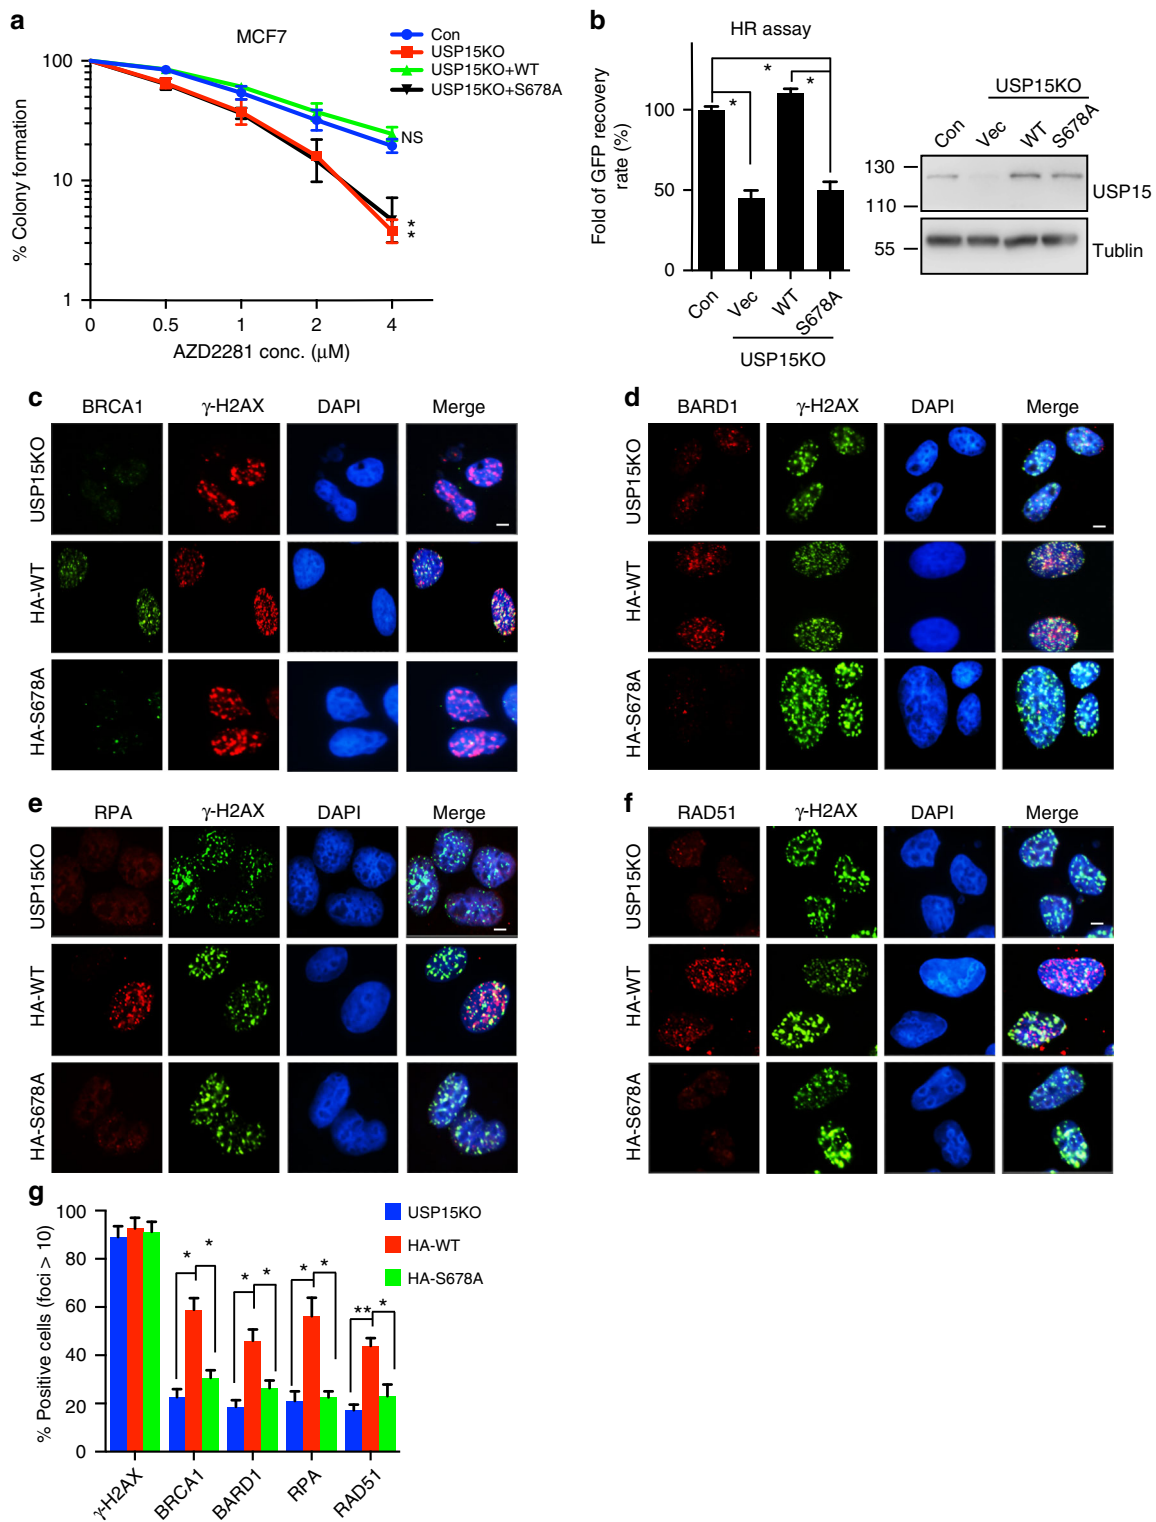 a
MCF7
Con
USP15KO
USP15KO+WT
USP15KO+S678A
% Colony formation
100
10
1
NS
*
*
0 0.5 1 2 4
AZD2281 conc. (μM)
b
HR assay
Fold of GFP recovery
rate (%)
100
50
0
* * *
Con Vec WT S678A
USP15KO
USP15KO
Con Vec WT S678A
130
110
USP15
55
Tublin
c
BRCA1 γ-H2AX DAPI Merge
USP15KO
HA-WT
HA-S678A
d
BARD1 γ-H2AX DAPI Merge
USP15KO
HA-WT
HA-S678A
e
RPA γ-H2AX DAPI Merge
USP15KO
HA-WT
HA-S678A
f
RAD51 γ-H2AX DAPI Merge
USP15KO
HA-WT
HA-S678A
g
% Positive cells (foci > 10)
100
80
60
40
20
0
USP15KO
HA-WT
HA-S678A
* * * * * * ** *
γ-H2AX BRCA1 BARD1 RPA RAD51